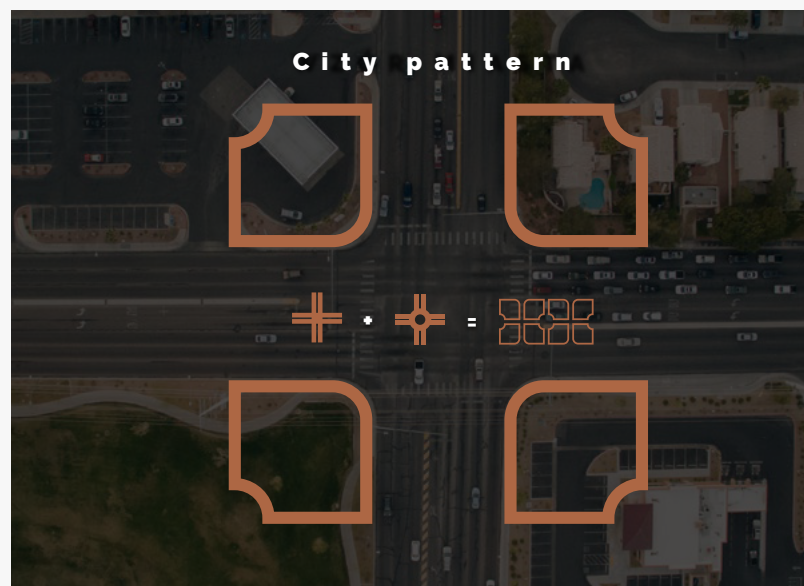 City pattern
+
=